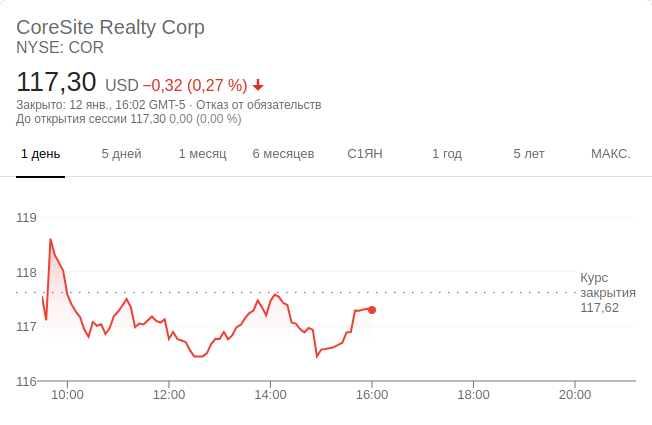 CoreSite Realty Corp
NYSE: COR
117,30 USD −0,32 (0,27 %)
Закрыто: 12 янв., 16:02 GMT-5 · Отказ от обязательств
До открытия сессии 117,30 0,00 (0,00 %)
1 день 5 дней 1 месяц 6 месяцев С1ЯН 1 год 5 лет МАКС.
119
118
Курс
закрытия
117,62
117
116
10:00 12:00 14:00 16:00 18:00 20:00